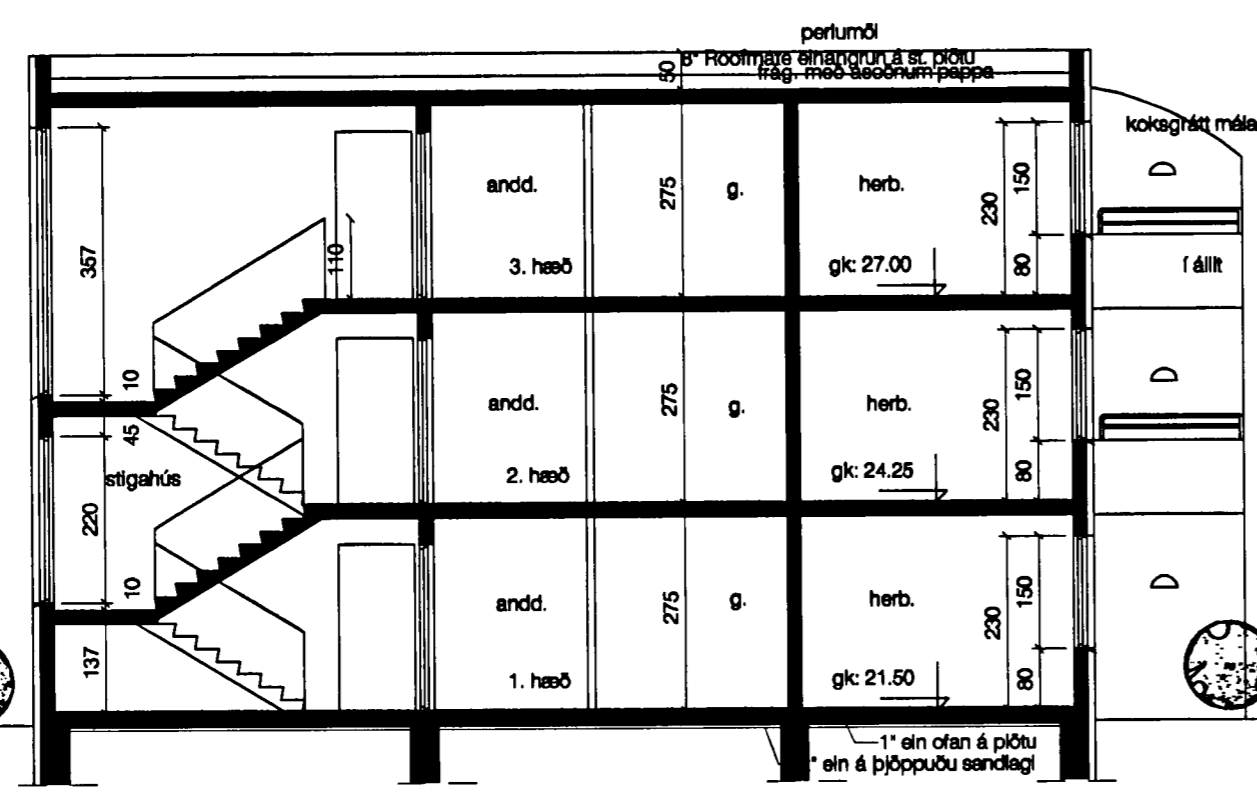 perlumöl
8" Roofmate einangrun á st. plötu
50
frág. með asoðnum pappa
koksgrátt mála
andd.
275
g.
herb.
230
150
357
110
3. hæð
gk: 27.00
80
í állit
10
andd.
275
g.
herb.
230
150
45
stigahús
2. hæð
gk: 24.25
80
220
10
andd.
275
g.
herb.
230
150
137
1. hæð
gk: 21.50
80
1" ein ofan á plötu
" ein á þjöppuðu sandlagi